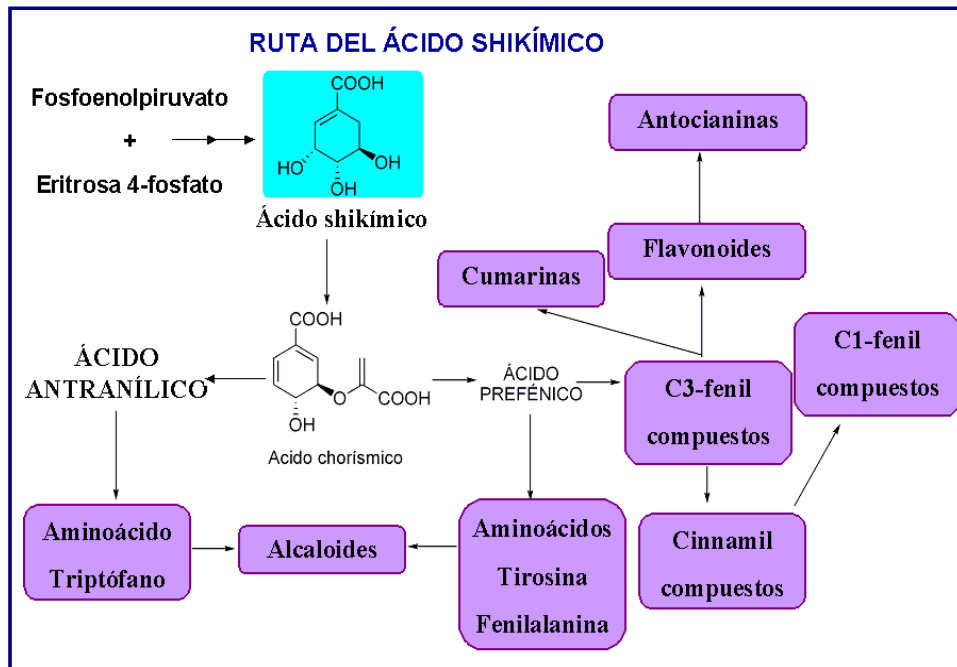 RUTA DEL ÁCIDO SHIKÍMICO
Fosfoenolpiruvato
+
Eritrosa 4-fosfato
COOH
HO
OH
OH
Ácido shikímico
COOH
O
COOH
OH
Acido chorísmico
ÁCIDO
ANTRANÍLICO
ÁCIDO
PREFÉNICO
Antocianinas
Flavonoides
Cumarinas
C1-fenil
compuestos
C3-fenil
compuestos
Aminoácido
Triptófano
Alcaloides
Aminoácidos
Tirosina
Fenilalanina
Cinnamil
compuestos